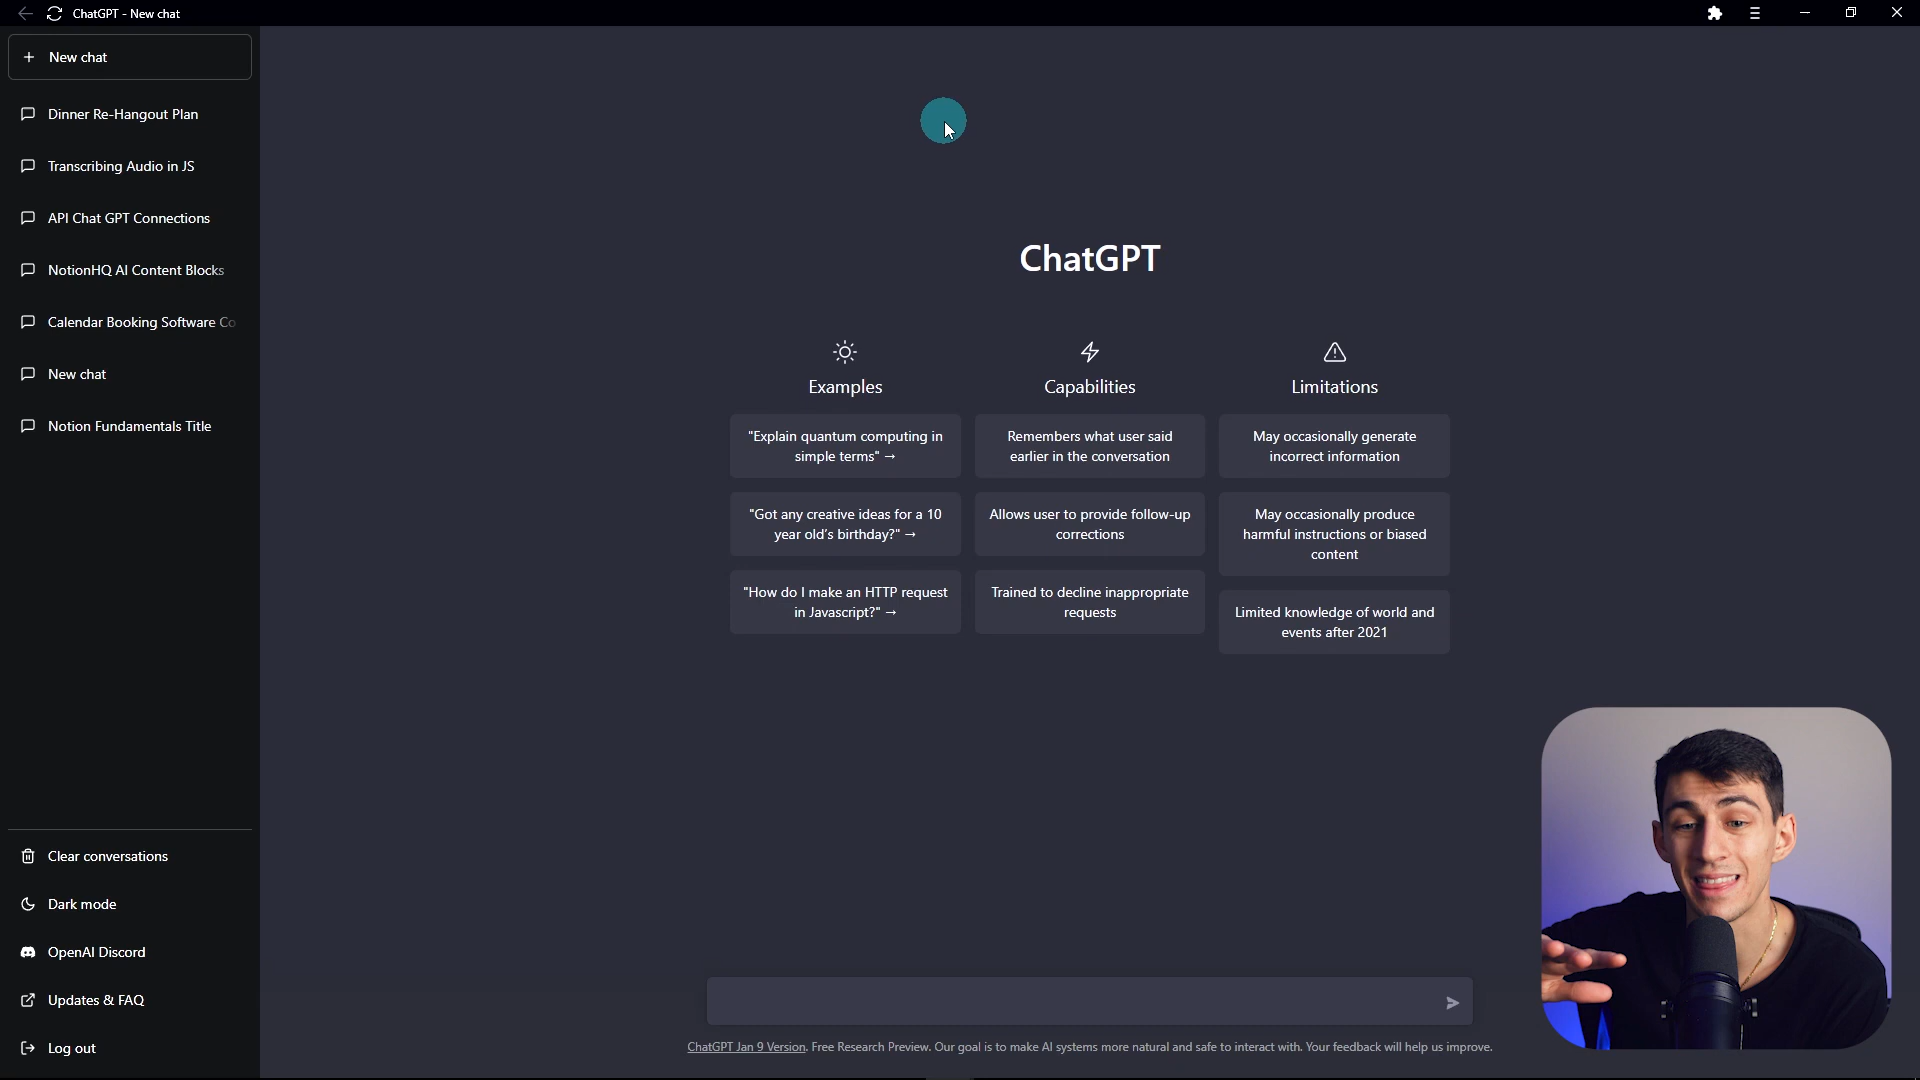 ChatGPT - New chat
New chat
Dinner Re-Hangout Plan
Transcribing Audio in JS
API Chat GPT Connections
NotionHQ AI Content Blocks
Calendar Booking Software Co
New chat
Notion Fundamentals Title
Clear conversations
Dark mode
OpenAI Discord
Updates & FAQ
Log out
ChatGPT
Examples
"Explain quantum computing in
simple terms" →
"Got any creative ideas for a 10
year old's birthday?" →
"How do I make an HTTP request
in Javascript?" →
Capabilities
Remembers what user said
earlier in the conversation
Allows user to provide follow-up
corrections
Trained to decline inappropriate
requests
Limitations
May occasionally generate
incorrect information
May occasionally produce
harmful instructions or biased
content
Limited knowledge of world and
events after 2021
ChatGPT Jan 9 Version. Free Research Preview. Our goal is to make AI systems more natural and safe to interact with. Your feedback will help us improve.